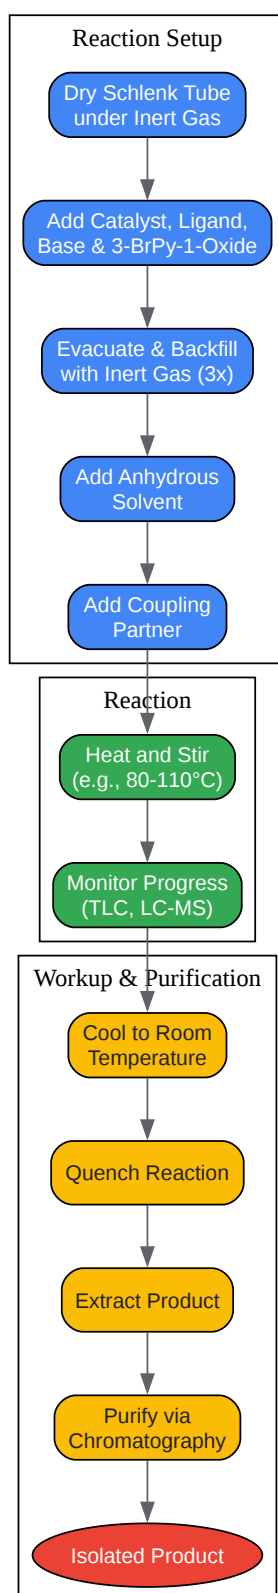 Reaction Setup
Dry Schlenk Tube
under Inert Gas
Add Catalyst, Ligand,
Base & 3-BrPy-1-Oxide
Evacuate & Backfill
with Inert Gas (3x)
Add Anhydrous
Solvent
Add Coupling
Partner
Reaction
Heat and Stir
(e.g., 80-110°C)
Monitor Progress
(TLC, LC-MS)
Workup & Purification
Cool to Room
Temperature
Quench Reaction
Extract Product
Purify via
Chromatography
Isolated Product